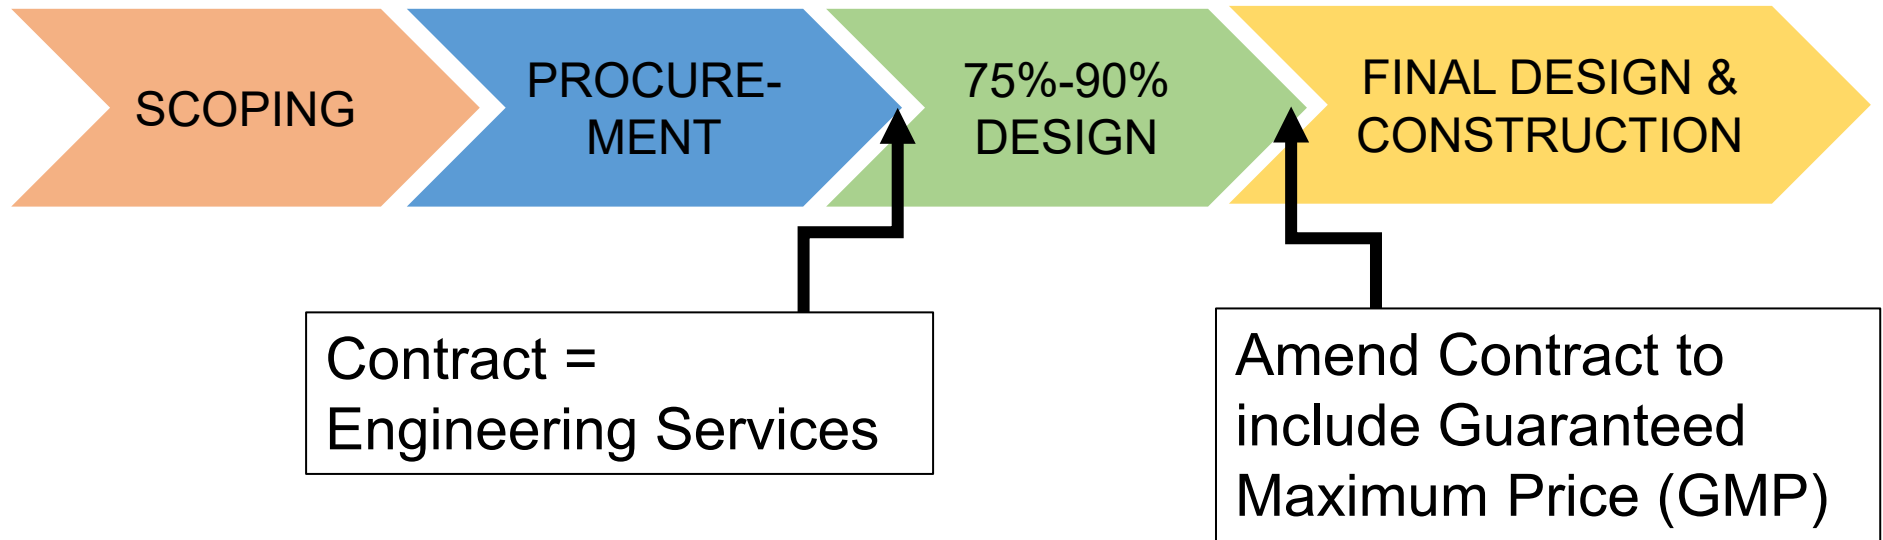 SCOPING
PROCURE-
MENT
75%-90%
DESIGN
FINAL DESIGN &
CONSTRUCTION
Contract =
Engineering Services
Amend Contract to
include Guaranteed
Maximum Price (GMP)